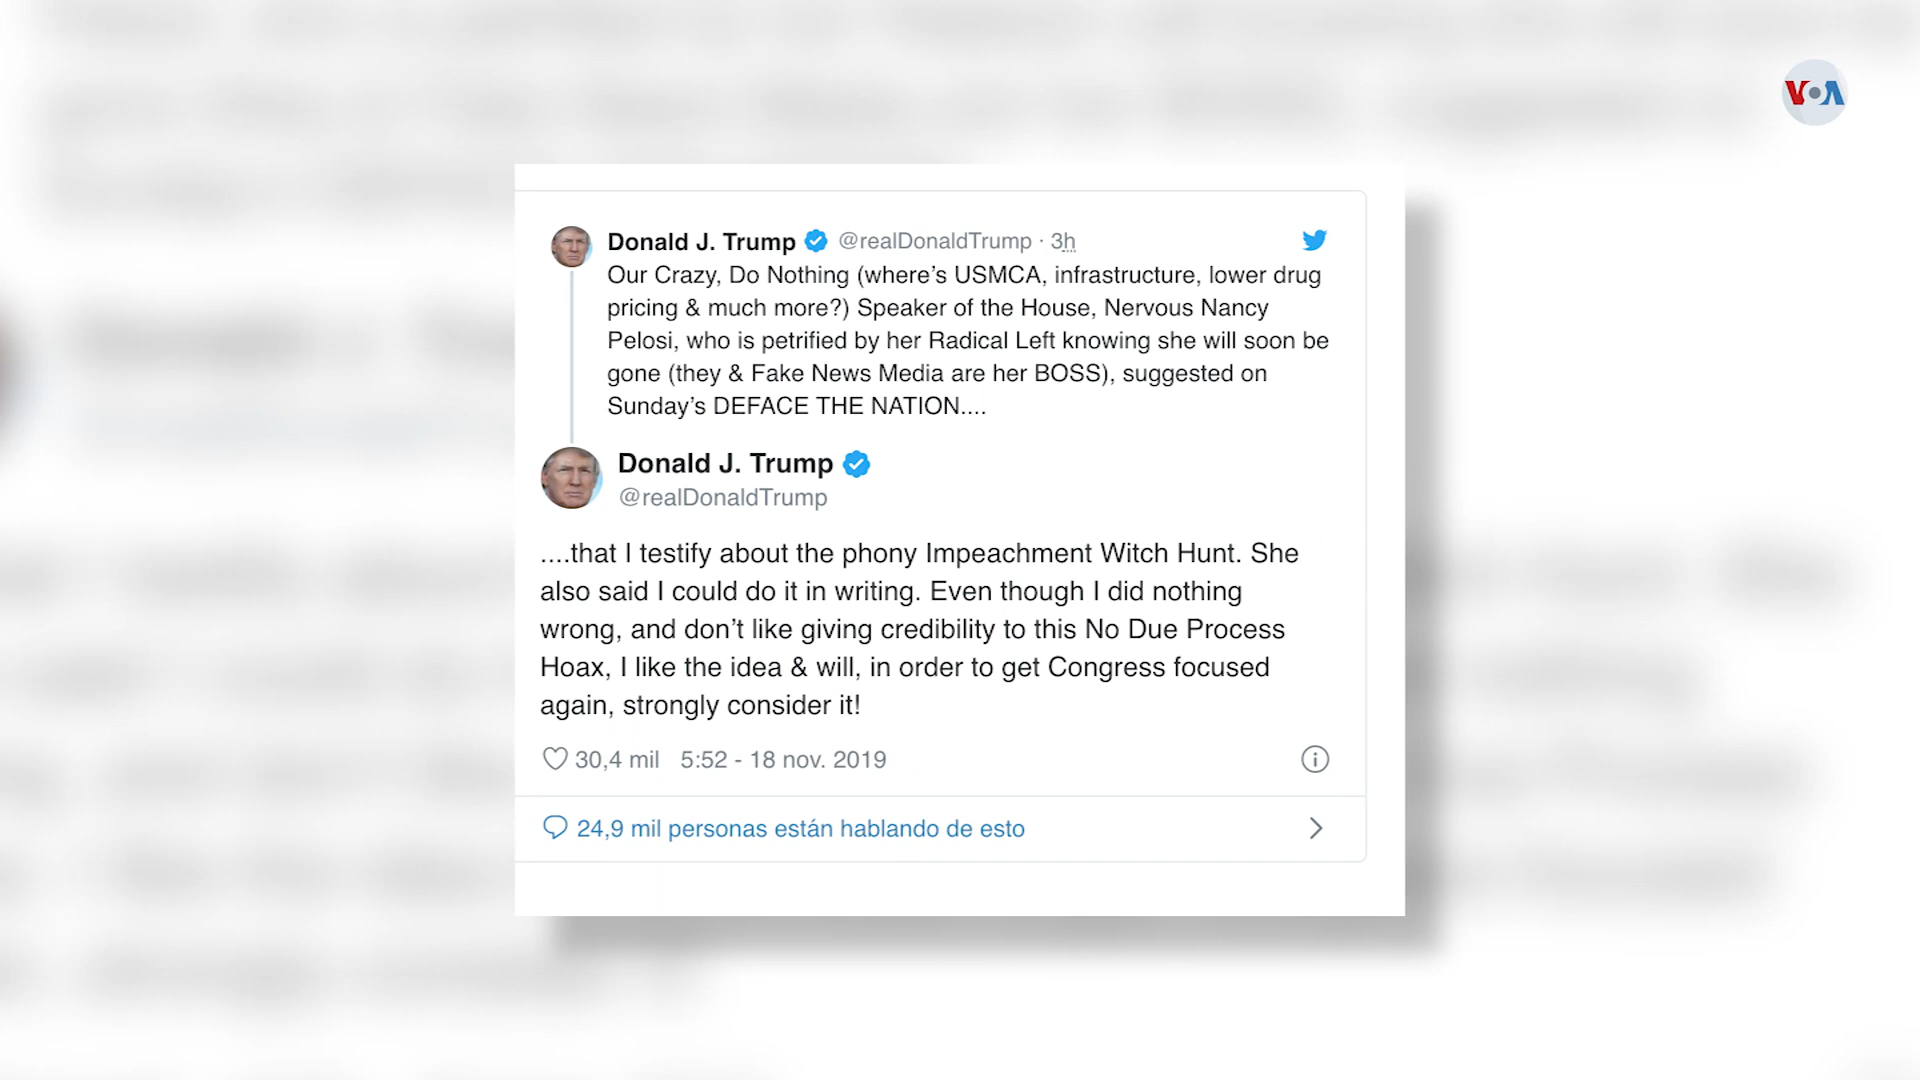 VOA
Donald J. Trump @realDonaldTrump · 3h
Our Crazy, Do Nothing (where’s USMCA, infrastructure, lower drug
pricing & much more?) Speaker of the House, Nervous Nancy
Pelosi, who is petrified by her Radical Left knowing she will soon be
gone (they & Fake News Media are her BOSS), suggested on
Sunday’s DEFACE THE NATION....
Donald J. Trump
@realDonaldTrump
....that I testify about the phony Impeachment Witch Hunt. She
also said I could do it in writing. Even though I did nothing
wrong, and don’t like giving credibility to this No Due Process
Hoax, I like the idea & will, in order to get Congress focused
again, strongly consider it!
30,4 mil 5:52 - 18 nov. 2019
24,9 mil personas están hablando de esto